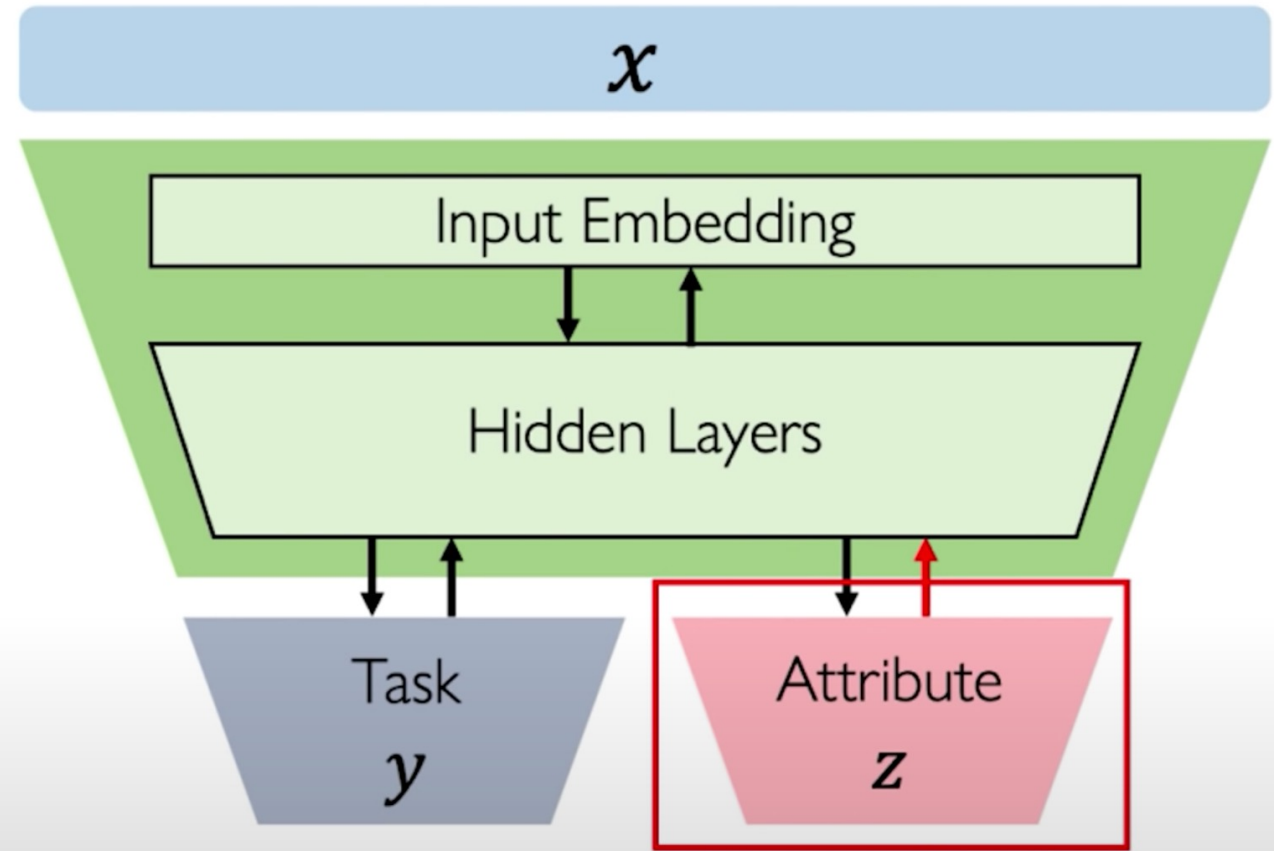 x
Input Embedding
Hidden Layers
Task
y
Attribute
z